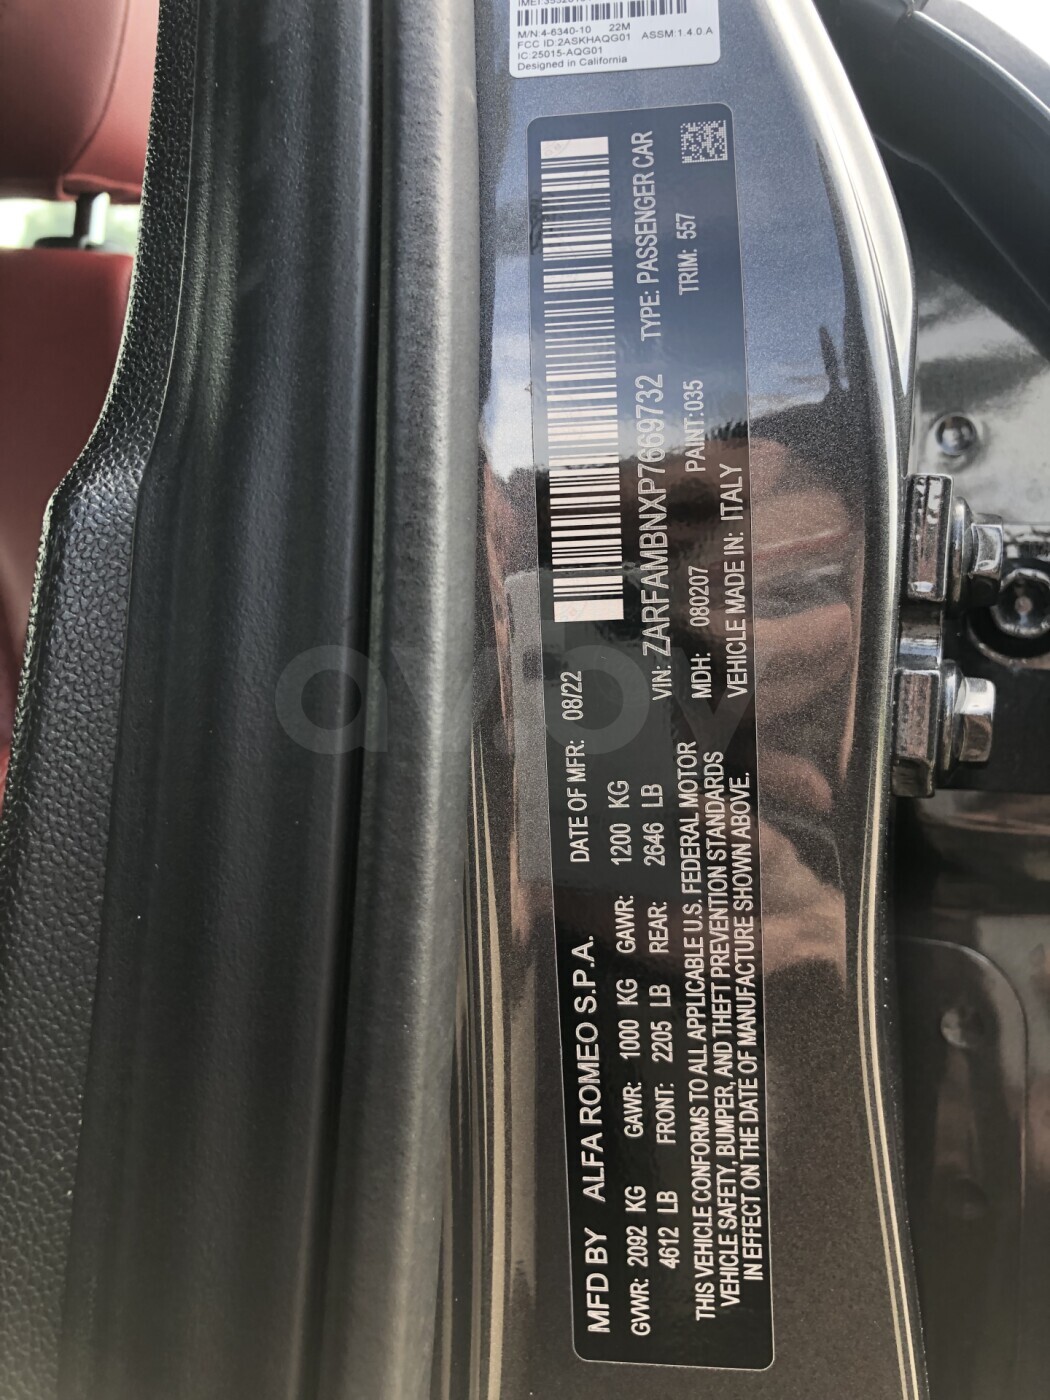 M/N 4-6340-10 22M
FCC ID:2ASKHAQG01 ASSM:1.4.0.A
IC:25015-AQG01
Designed in California
MFD BY ALFA ROMEO S.P.A. DATE OF MFR: 08/22
GVWR: 2092 KG GAWR: 1000 KG GAWR: 1200 KG
4612 LB FRONT: 2205 LB REAR: 2646 LB
THIS VEHICLE CONFORMS TO ALL APPLICABLE U.S. FEDERAL MOTOR
VEHICLE SAFETY, BUMPER, AND THEFT PREVENTION STANDARDS
IN EFFECT ON THE DATE OF MANUFACTURE SHOWN ABOVE.
VIN: ZARFAMBNXP7669732 TYPE: PASSENGER CAR
MDH: 080207 PAINT:035 TRIM: 557
VEHICLE MADE IN: ITALY
av.by